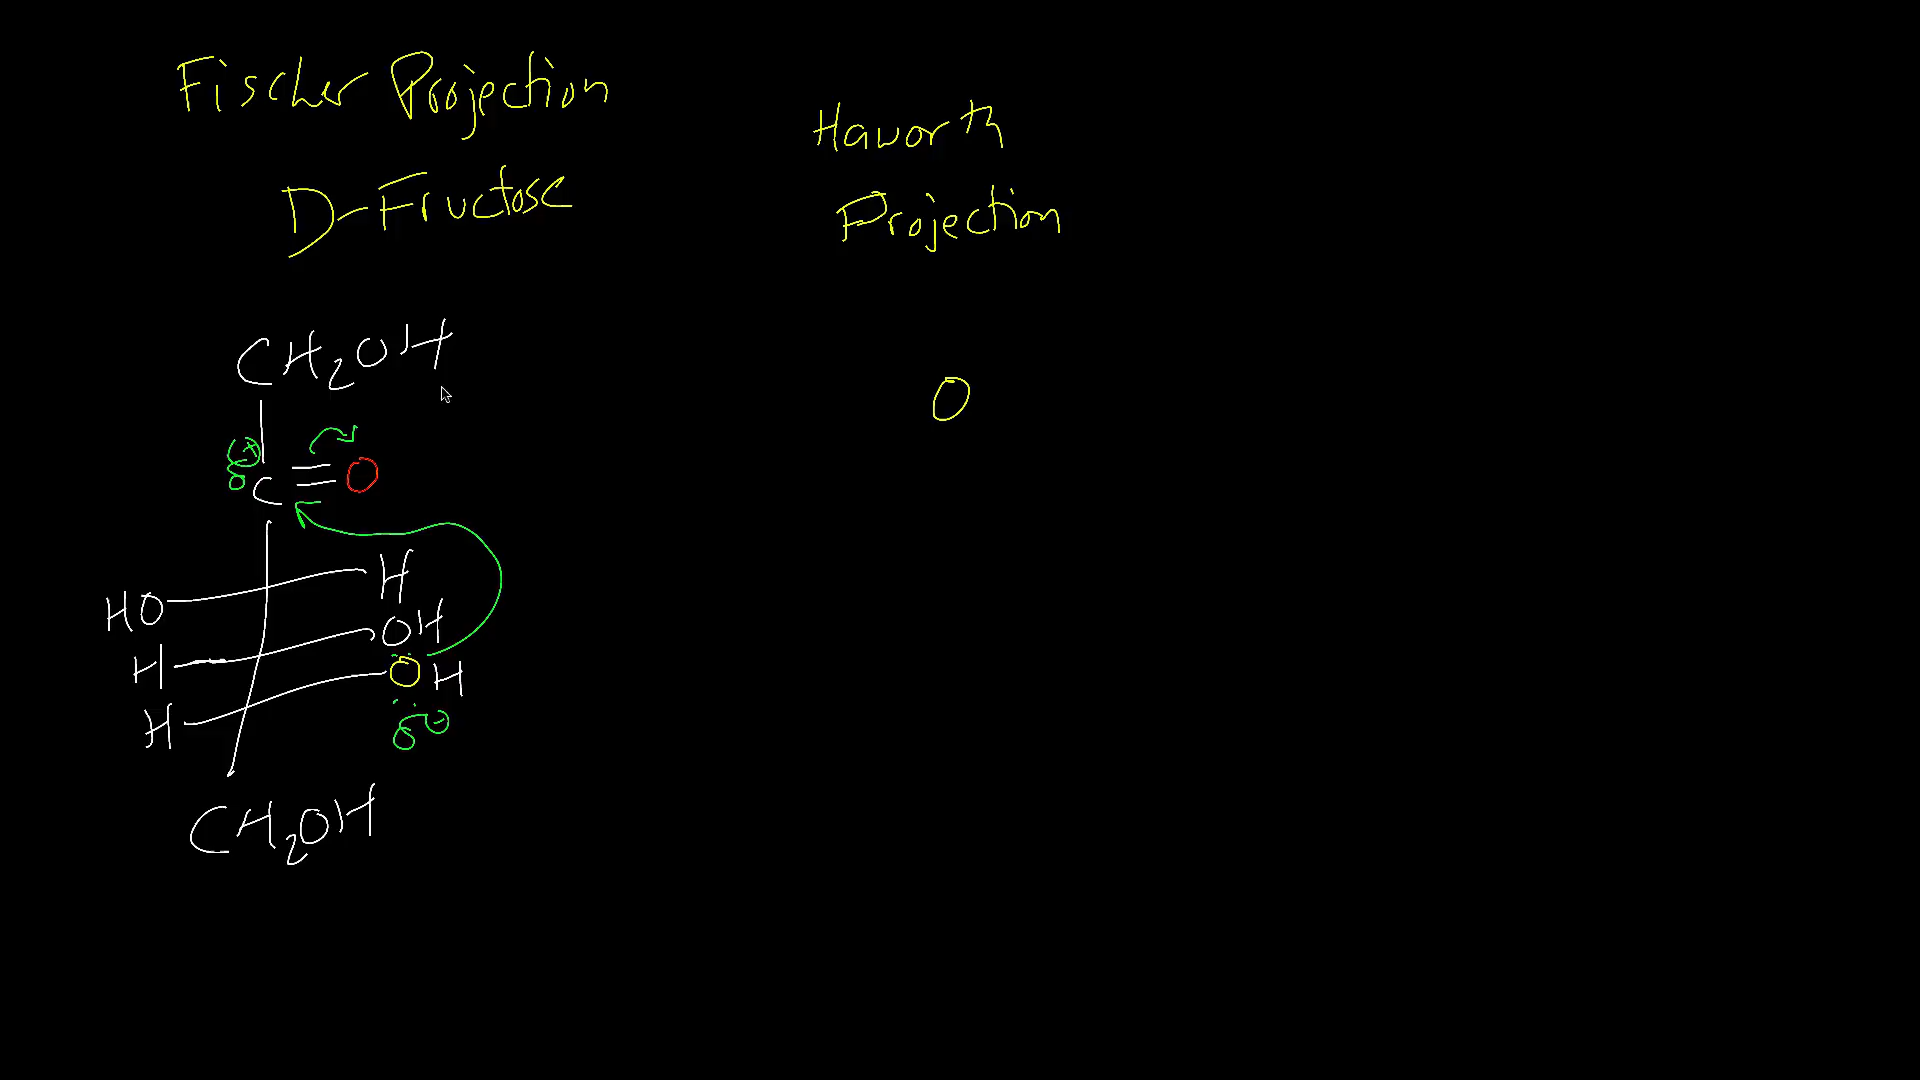 Fischer Projection
D-Fructose
Haworth
Projection
CH2OH
δ+
C=O
HO H
H OH
H OH
δ-
CH2OH
O